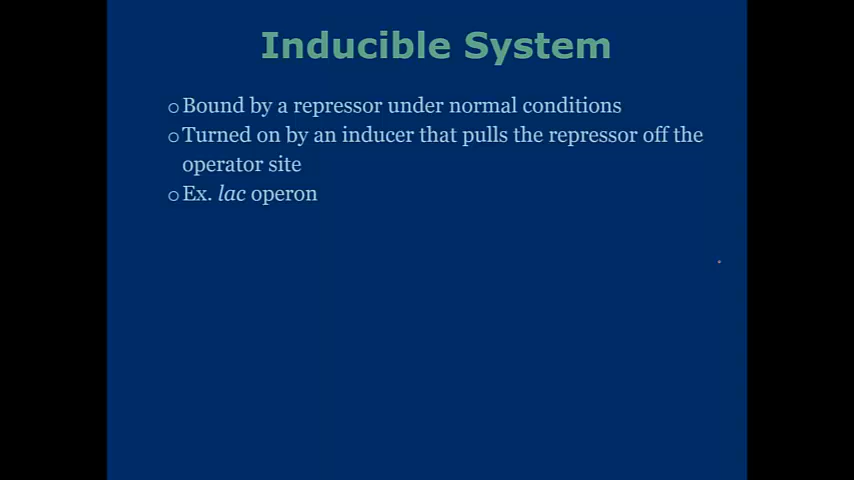 Inducible System
○Bound by a repressor under normal conditions
○Turned on by an inducer that pulls the repressor off the
operator site
○Ex. lac operon